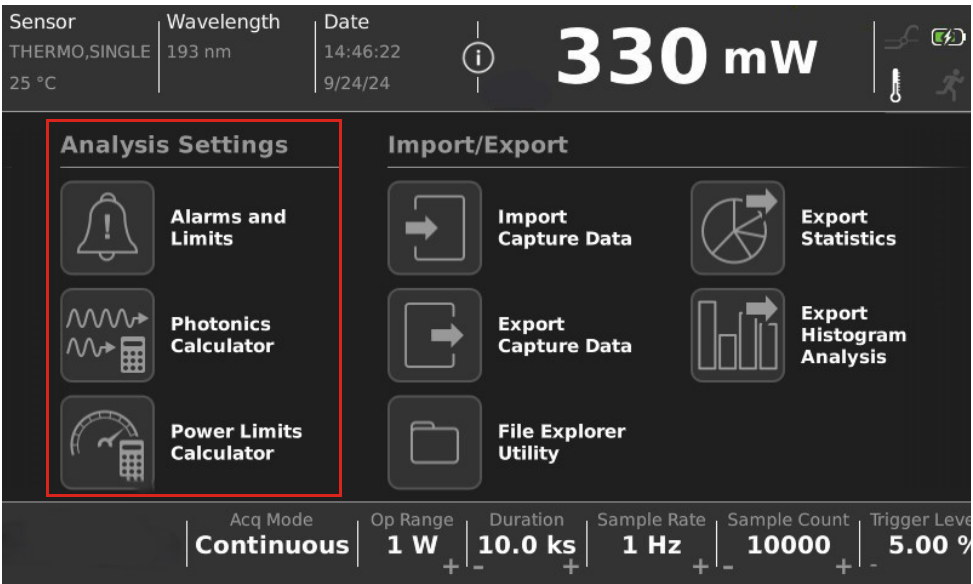 Sensor
THERMO,SINGLE
25 °C
Wavelength
193 nm
Date
14:46:22
9/24/24
i
330 mW
Analysis Settings
!
Alarms and
Limits
Photonics
Calculator
Power Limits
Calculator
Import/Export
Import
Capture Data
Export
Capture Data
File Explorer
Utility
Export
Statistics
Export
Histogram
Analysis
Acq Mode
Continuous
Op Range
1 W
+
Duration
10.0 ks
- +
Sample Rate
1 Hz
+
Sample Count
10000
- +
Trigger Leve
5.00 %
-